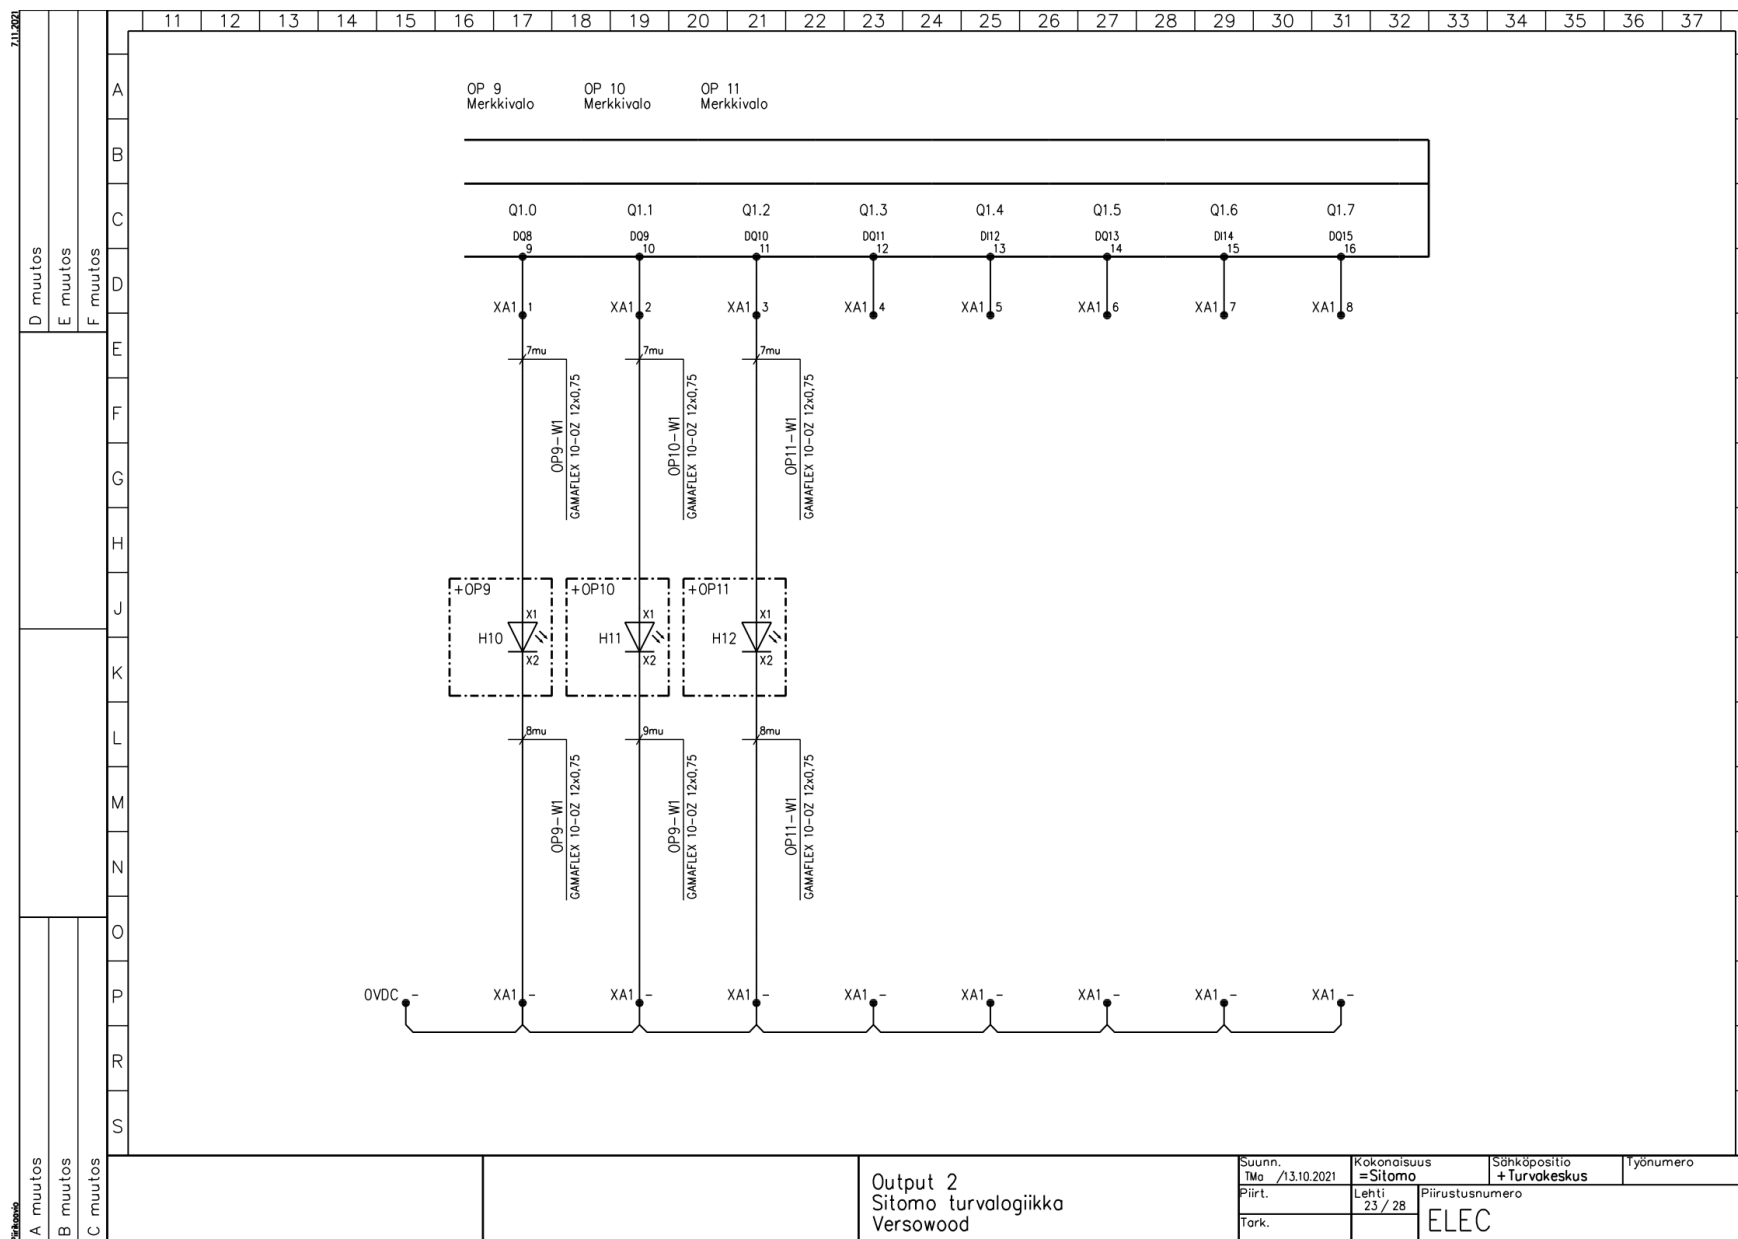 7.11.2021
11 12 13 14 15 16 17 18 19 20 21 22 23 24 25 26 27 28 29 30 31 32 33 34 35 36 37
A
OP 9 OP 10 OP 11
Merkkivalo Merkkivalo Merkkivalo
B
C
Q1.0 Q1.1 Q1.2 Q1.3 Q1.4 Q1.5 Q1.6 Q1.7
DQ8 DQ9 DQ10 DQ11 DI12 DQ13 DI14 DQ15
9 10 11 12 13 14 15 16
D
XA1 1 XA1 2 XA1 3 XA1 4 XA1 5 XA1 6 XA1 7 XA1 8
D muutos
E muutos
F muutos
E
7mu 7mu 7mu
F
OP9-W1
GAMAFLEX 10-OZ 12x0,75
OP10-W1
GAMAFLEX 10-OZ 12x0,75
OP11-W1
GAMAFLEX 10-OZ 12x0,75
G
H
+OP9 +OP10 +OP11
J
X1 X1 X1
H10 H11 H12
X2 X2 X2
K
L
8mu 9mu 8mu
M
OP9-W1
GAMAFLEX 10-OZ 12x0,75
OP9-W1
GAMAFLEX 10-OZ 12x0,75
OP11-W1
GAMAFLEX 10-OZ 12x0,75
N
O
P
0VDC - XA1 - XA1 - XA1 - XA1 - XA1 - XA1 - XA1 - XA1 -
R
S
A muutos
B muutos
C muutos
Piirikaavio
Output 2
Sitomo turvalogiikka
Versowood
Suunn.
TMa /13.10.2021
Kokonaisuus
=Sitomo
Sähköpositio
+Turvakeskus
Työnumero
Piirt.
Lehti
23 / 28
Piirustusnumero
ELEC
Tark.